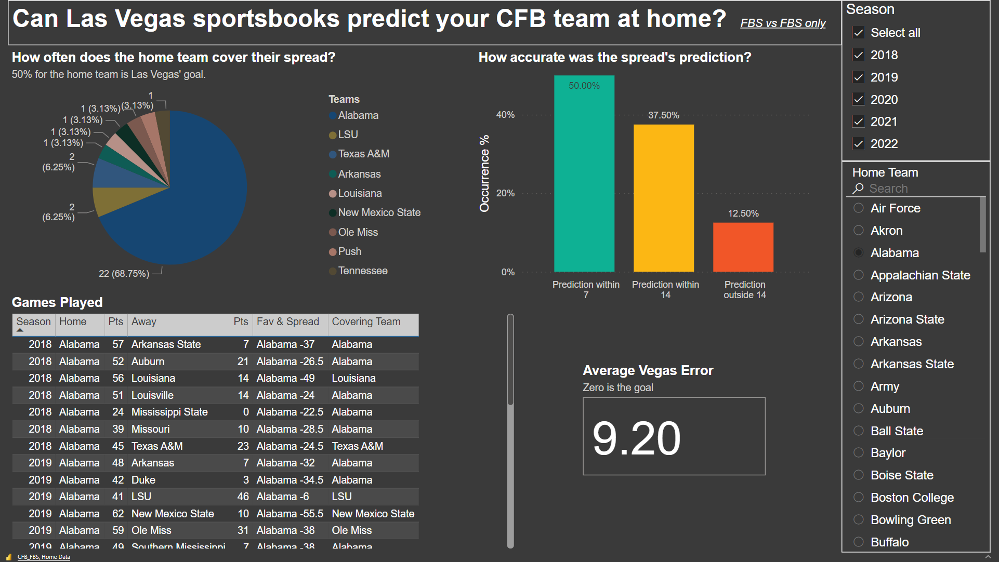 Can Las Vegas sportsbooks predict your CFB team at home? FBS vs FBS only
How often does the home team cover their spread?
50% for the home team is Las Vegas' goal.
1
(3.13%)
1 (3.13%)
1 (3.13%)
1 (3.13%)
1 (3.13%)
2
(6.25%)
2
(6.25%)
22 (68.75%)
Teams
Alabama
LSU
Texas A&M
Arkansas
Louisiana
New Mexico State
Ole Miss
Push
Tennessee
How accurate was the spread's prediction?
Occurrence %
40%
20%
0%
50.00%
37.50%
12.50%
Prediction within
7
Prediction within
14
Prediction
outside 14
Games Played
Season Home Pts Away Pts Fav & Spread Covering Team
2018 Alabama 57 Arkansas State 7 Alabama -37 Alabama
2018 Alabama 52 Auburn 21 Alabama -26.5 Alabama
2018 Alabama 56 Louisiana 14 Alabama -49 Louisiana
2018 Alabama 51 Louisville 14 Alabama -24 Alabama
2018 Alabama 24 Mississippi State 0 Alabama -22.5 Alabama
2018 Alabama 39 Missouri 10 Alabama -28.5 Alabama
2018 Alabama 45 Texas A&M 23 Alabama -24.5 Texas A&M
2019 Alabama 48 Arkansas 7 Alabama -32 Alabama
2019 Alabama 42 Duke 3 Alabama -34.5 Alabama
2019 Alabama 41 LSU 46 Alabama -6 LSU
2019 Alabama 62 New Mexico State 10 Alabama -55.5 New Mexico State
2019 Alabama 59 Ole Miss 31 Alabama -38 Ole Miss
2019 Alabama 49 Southern Mississippi 7 Alabama -38 Alabama
Average Vegas Error
Zero is the goal
9.20
Season
Select all
2018
2019
2020
2021
2022
Home Team
Search
Air Force
Akron
Alabama
Appalachian State
Arizona
Arizona State
Arkansas
Arkansas State
Army
Auburn
Ball State
Baylor
Boise State
Boston College
Bowling Green
Buffalo
CFB_FBS, Home Data